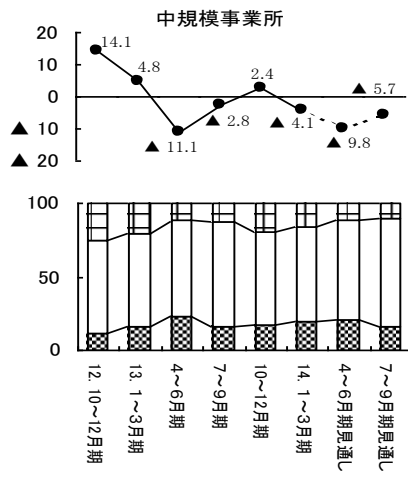 中規模事業所
20
10
0
▲ 10
▲ 20
14.1
4.8
▲ 11.1
▲ 2.8
2.4
▲ 4.1
▲ 9.8
▲ 5.7
100
50
0
12. 10～12月期
13. 1～3月期
4～6月期
7～9月期
10～12月期
14. 1～3月期
4～6月期見通し
7～9月期見通し